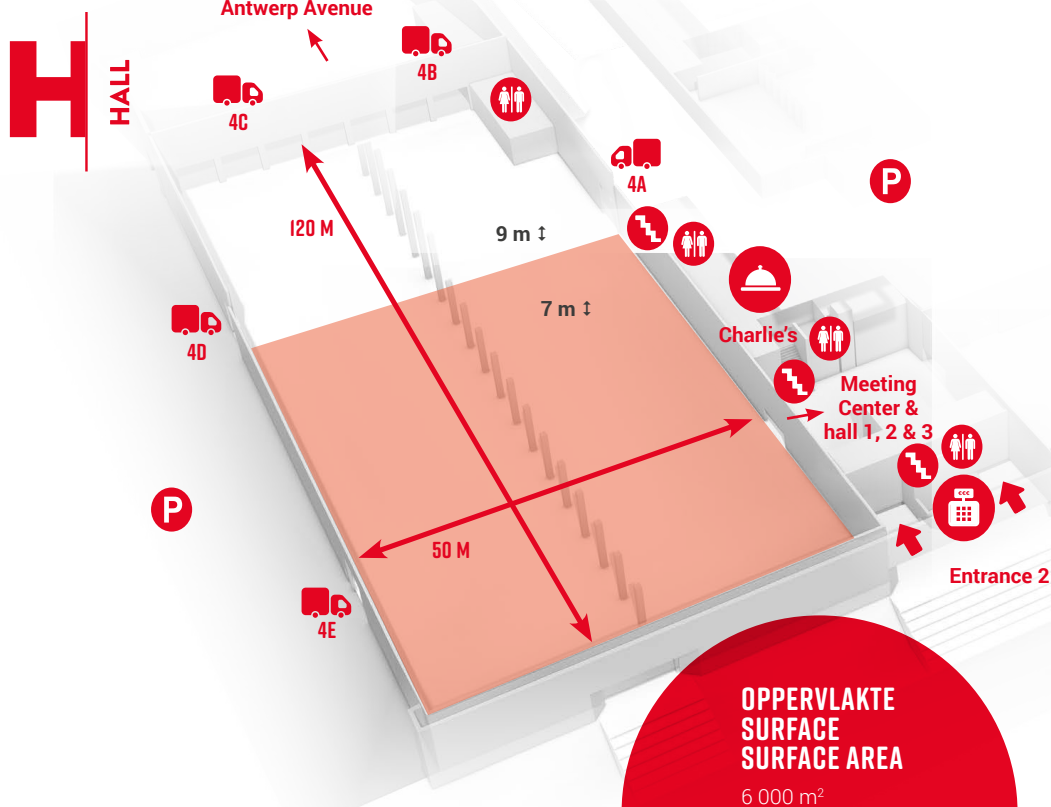 Antwerp Avenue
H
HALL
4B
4C
4A
P
120 M
9 m ↕
7 m ↕
4D
Charlie's
Meeting
Center &
hall 1, 2 & 3
P
50 M
CCC
Entrance 2
4E
OPPERVLAKTE
SURFACE
SURFACE AREA
6 000 m²